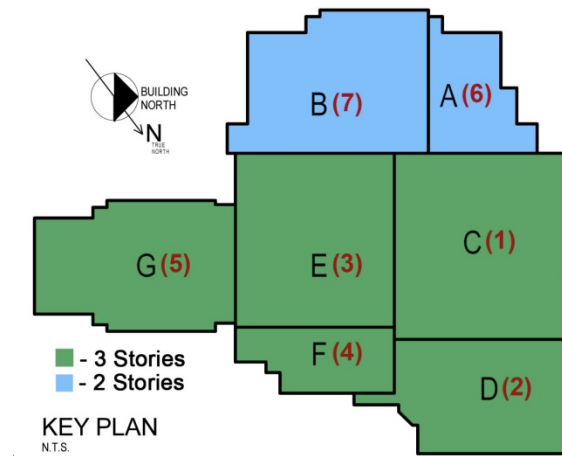 BUILDING
NORTH
N
TRUE
NORTH
B (7)
A (6)
C (1)
G (5)
E (3)
F (4)
D (2)
- 3 Stories
- 2 Stories
KEY PLAN
N.T.S.